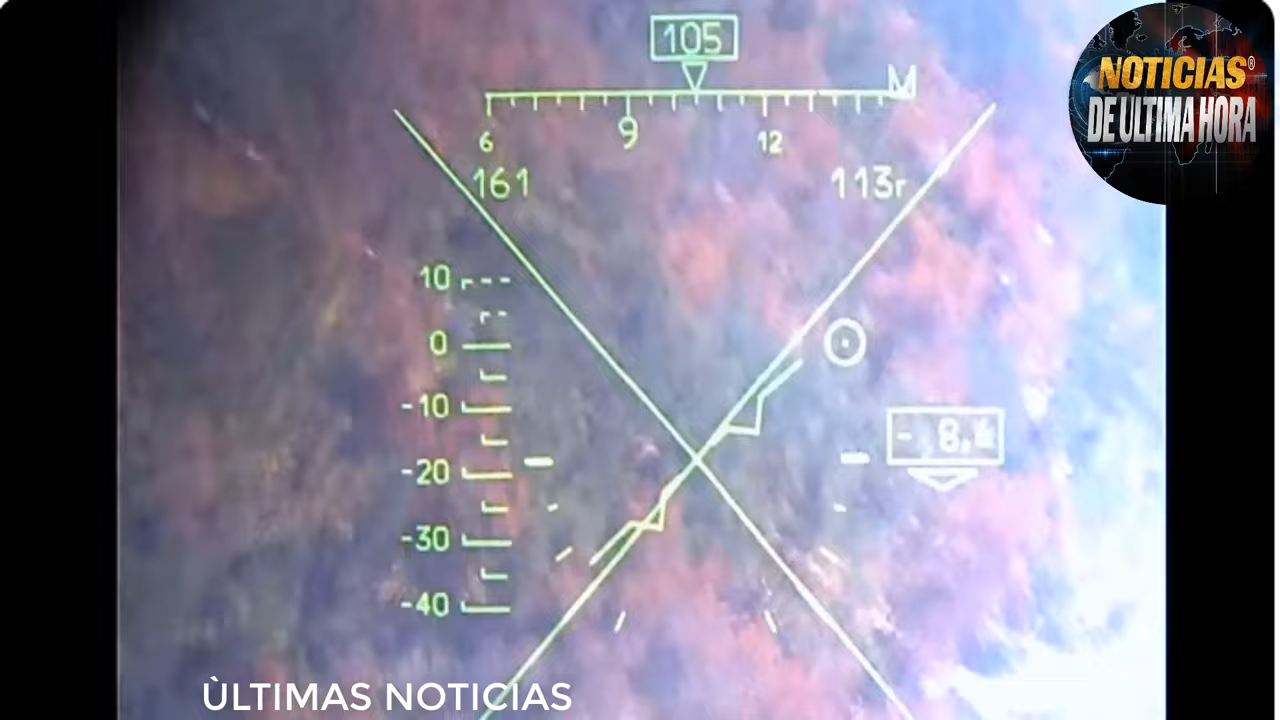 105
M
6 9 12
161 113r
10
0
-10
-20
-30
-40
NOTICIAS®
DE ULTIMA HORA
ÙLTIMAS NOTICIAS